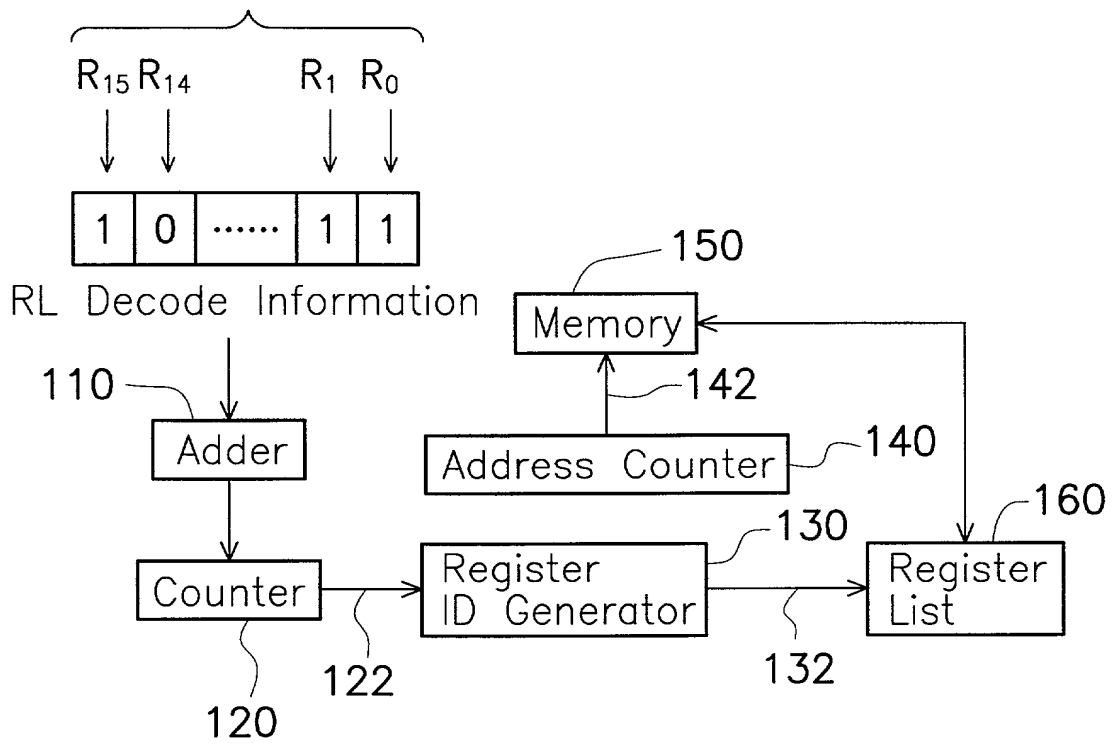 R15 R14 R1 R0
1 0 ...... 1 1
RL Decode Information
150
Memory
110
142
Adder
Address Counter
140
130
160
Counter
Register
ID Generator
Register
List
122
132
120